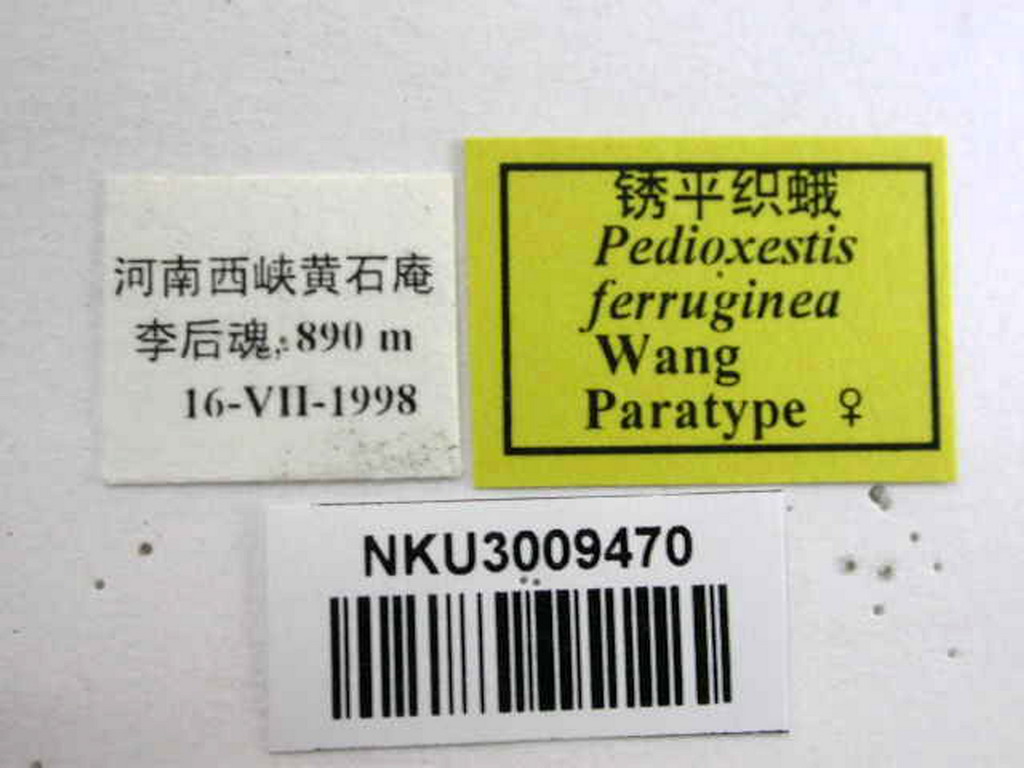 河南西峡黄石庵
李后魂; 890 m
16-VII-1998
锈平织蛾
Pedioxestis
ferruginea
Wang
Paratype ♀
NKU3009470